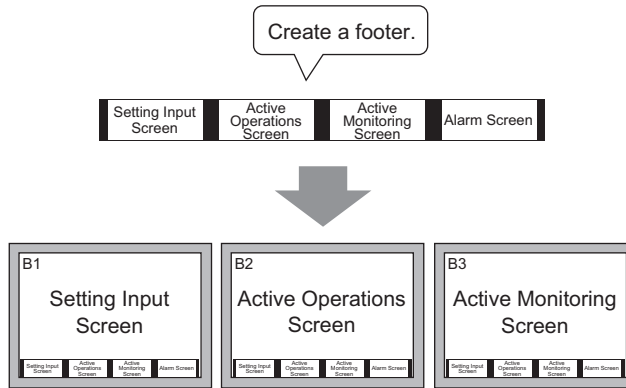 Create a footer.
Setting Input
Screen
Active
Operations
Screen
Active
Monitoring
Screen
Alarm Screen
B1
Setting Input
Screen
Setting Input
Screen
Active
Operations
Screen
Active
Monitoring
Screen
Alarm Screen
B2
Active Operations
Screen
Setting Input
Screen
Active
Operations
Screen
Active
Monitoring
Screen
Alarm Screen
B3
Active Monitoring
Screen
Setting Input
Screen
Active
Operations
Screen
Active
Monitoring
Screen
Alarm Screen